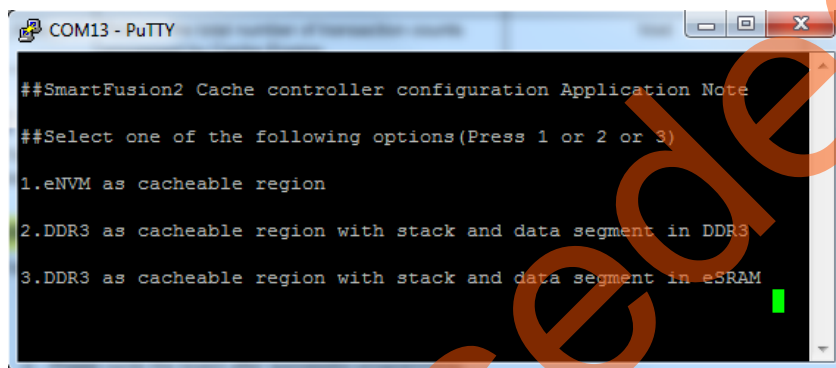 COM13 - PuTTY
##SmartFusion2 Cache controller configuration Application Note
##Select one of the following options(Press 1 or 2 or 3)
1.eNVM as cacheable region
2.DDR3 as cacheable region with stack and data segment in DDR3
3.DDR3 as cacheable region with stack and data segment in eSRAM